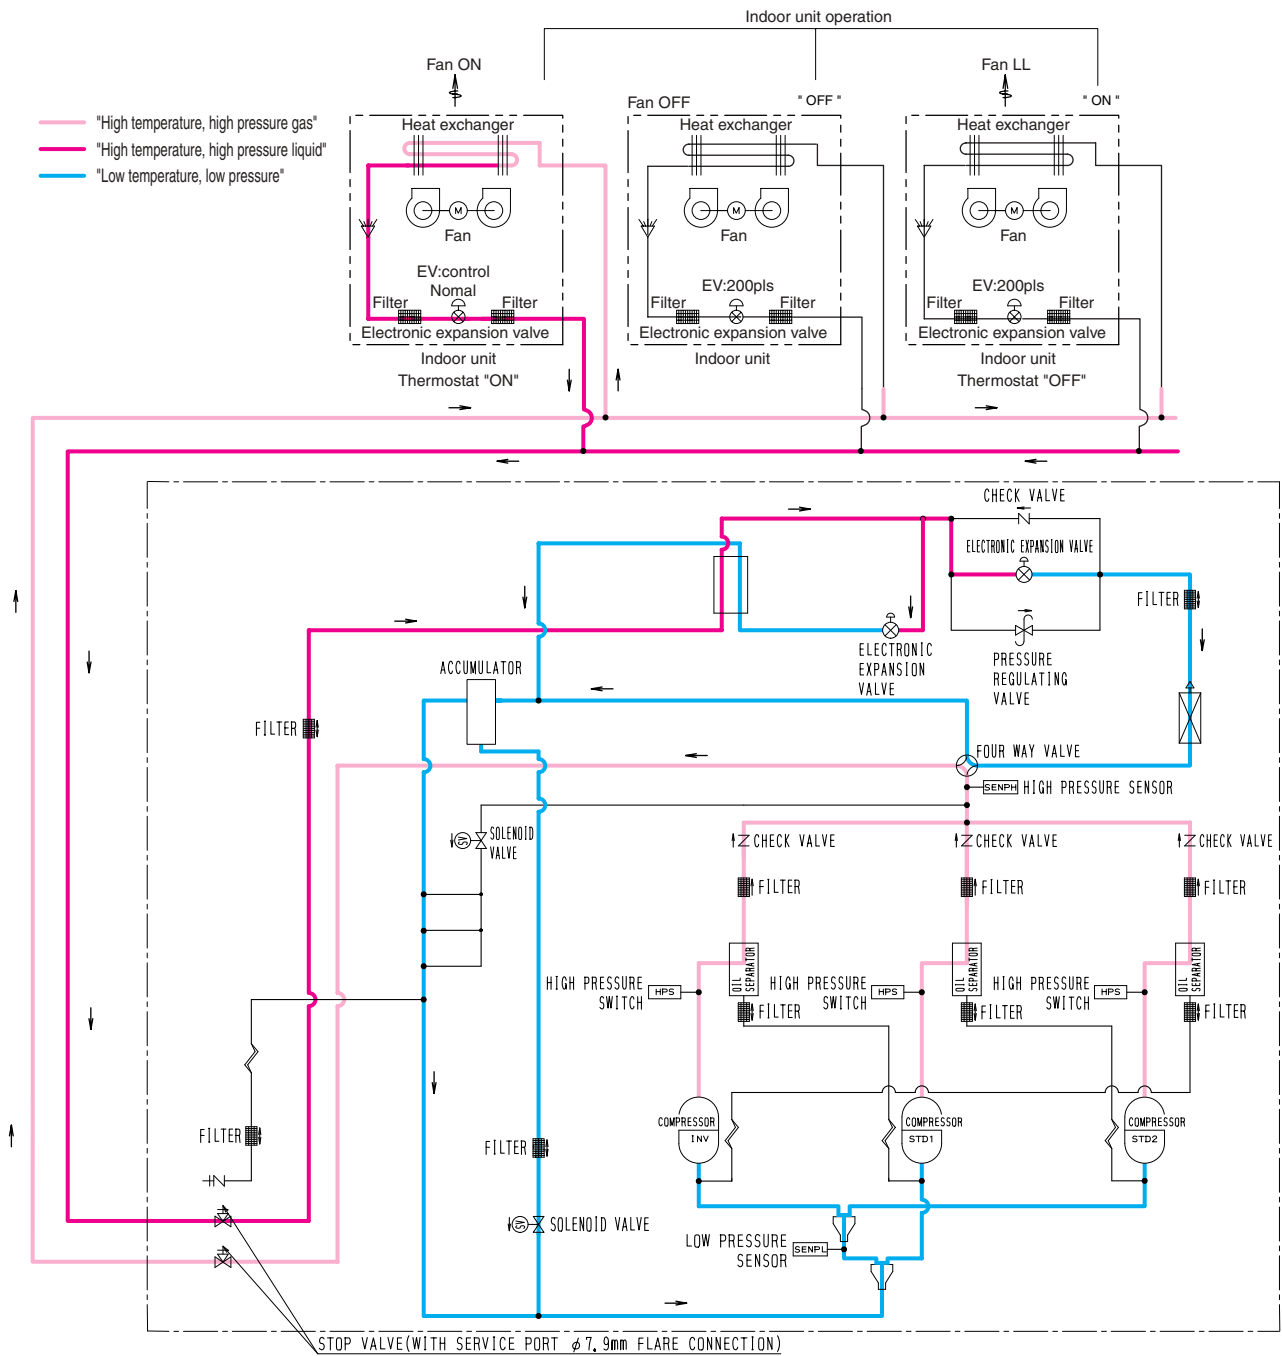 Indoor unit operation
Fan ON
Fan OFF
" OFF "
Fan LL
" ON "
"High temperature, high pressure gas"
"High temperature, high pressure liquid"
"Low temperature, low pressure"
Heat exchanger
M
Fan
EV:control
Nomal
Filter
Filter
Electronic expansion valve
Indoor unit
Thermostat "ON"
Heat exchanger
M
Fan
EV:200pls
Filter
Filter
Electronic expansion valve
Indoor unit
Heat exchanger
M
Fan
EV:200pls
Filter
Filter
Electronic expansion valve
Indoor unit
Thermostat "OFF"
CHECK VALVE
ELECTRONIC EXPANSION VALVE
FILTER
PRESSURE
REGULATING
VALVE
ELECTRONIC
EXPANSION
VALVE
ACCUMULATOR
FILTER
FOUR WAY VALVE
SENPH
HIGH PRESSURE SENSOR
SV
SOLENOID
VALVE
CHECK VALVE
CHECK VALVE
CHECK VALVE
FILTER
FILTER
FILTER
HIGH PRESSURE
SWITCH
HPS
OIL
SEPARATOR
HIGH PRESSURE
SWITCH
HPS
OIL
SEPARATOR
HIGH PRESSURE
SWITCH
HPS
OIL
SEPARATOR
FILTER
FILTER
FILTER
COMPRESSOR
INV
COMPRESSOR
STD1
COMPRESSOR
STD2
FILTER
FILTER
SV
SOLENOID VALVE
LOW PRESSURE
SENSOR
SENPL
STOP VALVE(WITH SERVICE PORT φ7.9mm FLARE CONNECTION)